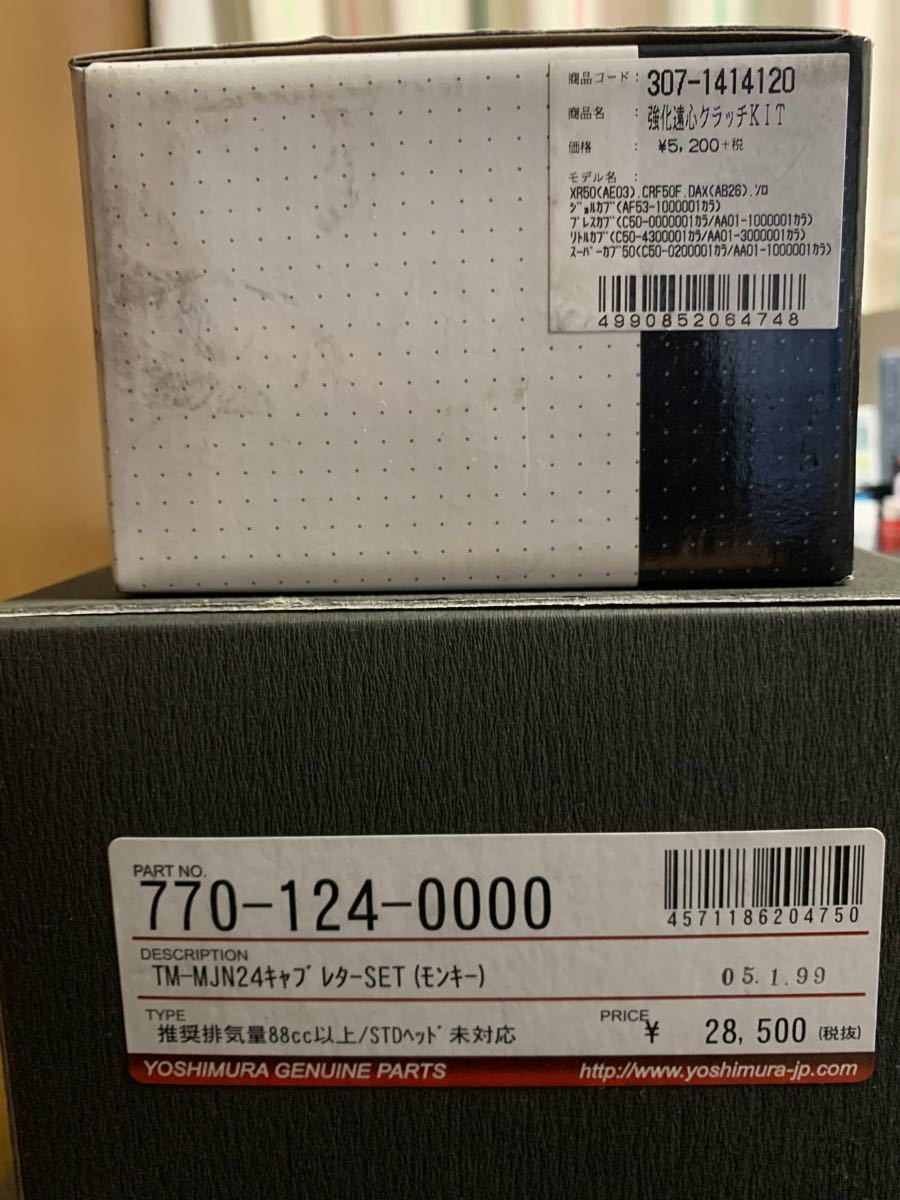 商品コード: 307-1414120
商品名 : 強化遠心クラッチKIT
価格 : ¥5,200+税
モデル名 :
XR50(AE03).CRF50F.DAX(AB26).ソロ
ジョルカブ(AF53-1000001カラ)
プレスカブ(C50-0000001カラ/AA01-1000001カラ)
リトルカブ(C50-4300001カラ/AA01-3000001カラ)
スーパーカブ50(C50-0200001カラ/AA01-1000001カラ)
4990852064748
PART NO.
770-124-0000
4571186204750
DESCRIPTION
TM-MJN24キャブレターSET(モンキー)
05.1.99
TYPE
推奨排気量88cc以上/STDヘッド未対応
PRICE ¥ 28,500 (税抜)
YOSHIMURA GENUINE PARTS http://www.yoshimura-jp.com